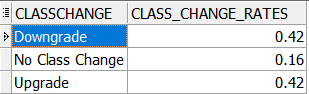 CLASSCHANGE CLASS_CHANGE_RATES
Downgrade 0.42
No Class Change 0.16
Upgrade 0.42